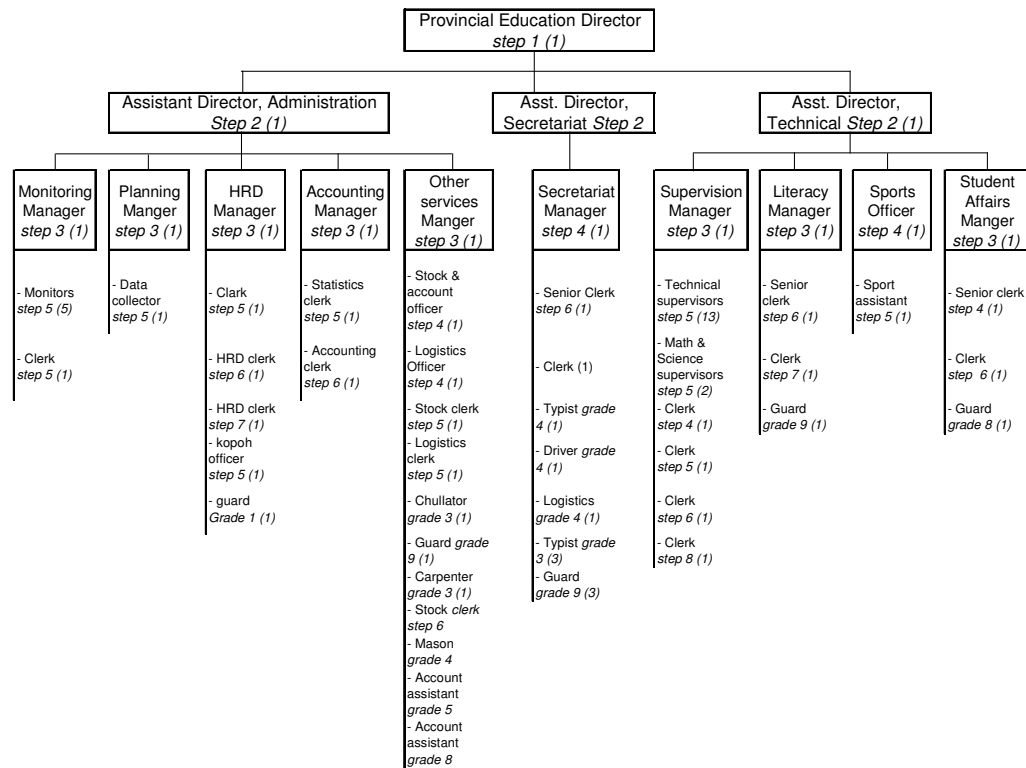 Provincial Education Director
step 1 (1)
Assistant Director, Administration
Step 2 (1)
Asst. Director,
Secretariat Step 2
Asst. Director,
Technical Step 2 (1)
Monitoring
Manager
step 3 (1)
Planning
Manger
step 3 (1)
HRD
Manager
step 3 (1)
Accounting
Manager
step 3 (1)
Other
services
Manger
step 3 (1)
Secretariat
Manager
step 4 (1)
Supervision
Manager
step 3 (1)
Literacy
Manager
step 3 (1)
Sports
Officer
step 4 (1)
Student
Affairs
Manger
step 3 (1)
- Monitors
step 5 (5)
- Clerk
step 5 (1)
- Data
collector
step 5 (1)
- Clark
step 5 (1)
- HRD clerk
step 6 (1)
- HRD clerk
step 7 (1)
- kopoh
officer
step 5 (1)
- guard
Grade 1 (1)
- Statistics
clerk
step 5 (1)
- Accounting
clerk
step 6 (1)
- Stock &
account
officer
step 4 (1)
- Logistics
Officer
step 4 (1)
- Stock clerk
step 5 (1)
- Logistics
clerk
step 5 (1)
- Chullator
grade 3 (1)
- Guard grade
9 (1)
- Carpenter
grade 3 (1)
- Stock clerk
step 6
- Mason
grade 4
- Account
assistant
grade 5
- Account
assistant
grade 8
- Senior Clerk
step 6 (1)
- Clerk (1)
- Typist grade
4 (1)
- Driver grade
4 (1)
- Logistics
grade 4 (1)
- Typist grade
3 (3)
- Guard
grade 9 (3)
- Technical
supervisors
step 5 (13)
- Math &
Science
supervisors
step 5 (2)
- Clerk
step 4 (1)
- Clerk
step 5 (1)
- Clerk
step 6 (1)
- Clerk
step 8 (1)
- Senior
clerk
step 6 (1)
- Clerk
step 7 (1)
- Guard
grade 9 (1)
- Sport
assistant
step 5 (1)
- Senior clerk
step 4 (1)
- Clerk
step 6 (1)
- Guard
grade 8 (1)